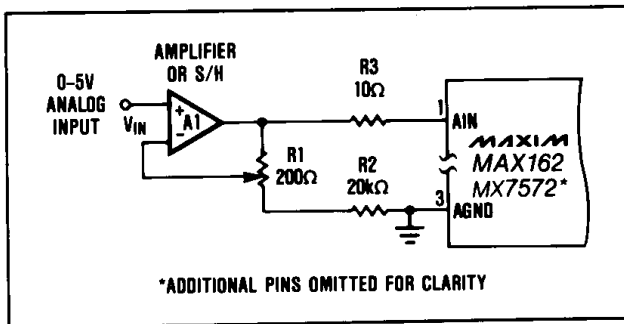 AMPLIFIER
OR S/H
0–5V
ANALOG
INPUT
VIN
+
−
A1
R3
10Ω
R1
200Ω
R2
20kΩ
1
AIN
MAXIM
MAX162
MX7572*
3
AGND
*ADDITIONAL PINS OMITTED FOR CLARITY